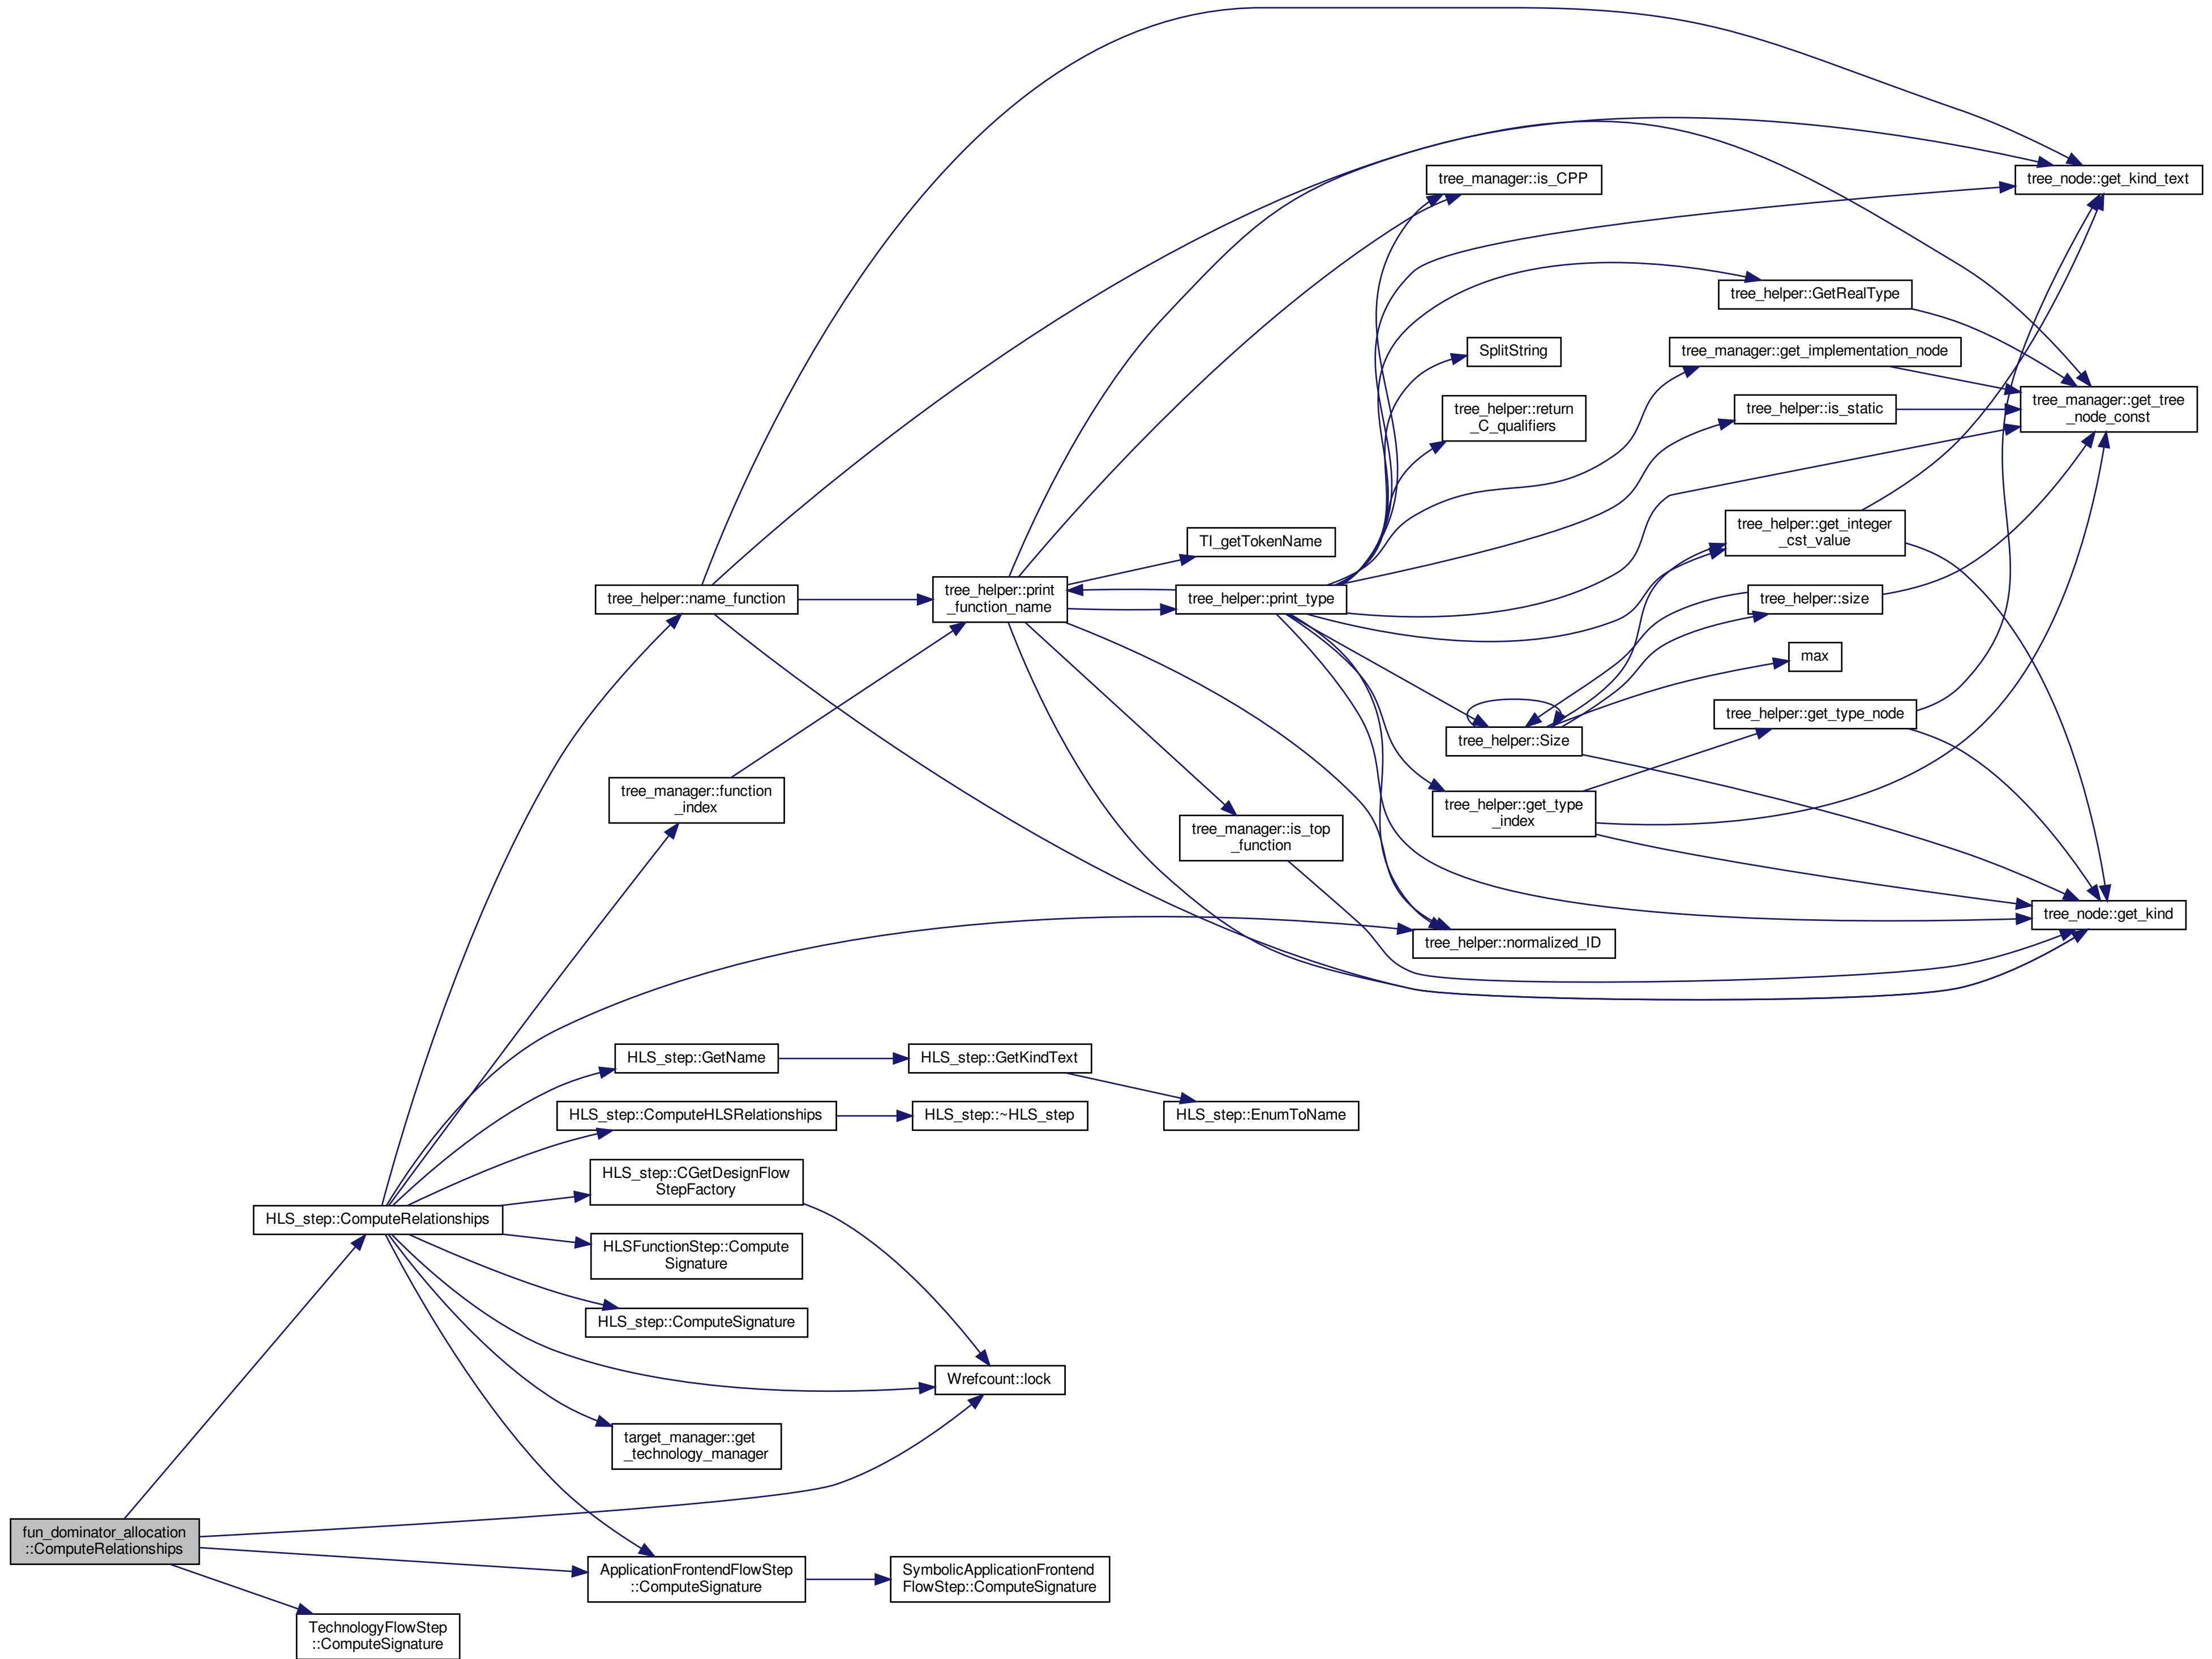 tree_manager::is_CPP
tree_node::get_kind_text
tree_helper::GetRealType
SplitString
tree_manager::get_implementation_node
tree_helper::return
_C_qualifiers
tree_helper::is_static
tree_manager::get_tree
_node_const
TI_getTokenName
tree_helper::get_integer
_cst_value
tree_helper::name_function
tree_helper::print
_function_name
tree_helper::print_type
tree_helper::size
max
tree_helper::get_type_node
tree_helper::Size
tree_manager::function
_index
tree_helper::get_type
_index
tree_manager::is_top
_function
tree_node::get_kind
tree_helper::normalized_ID
HLS_step::GetName
HLS_step::GetKindText
HLS_step::ComputeHLSRelationships
HLS_step::~HLS_step
HLS_step::EnumToName
HLS_step::CGetDesignFlow
StepFactory
HLS_step::ComputeRelationships
HLSFunctionStep::Compute
Signature
HLS_step::ComputeSignature
Wrefcount::lock
target_manager::get
_technology_manager
fun_dominator_allocation
::ComputeRelationships
ApplicationFrontendFlowStep
::ComputeSignature
SymbolicApplicationFrontend
FlowStep::ComputeSignature
TechnologyFlowStep
::ComputeSignature